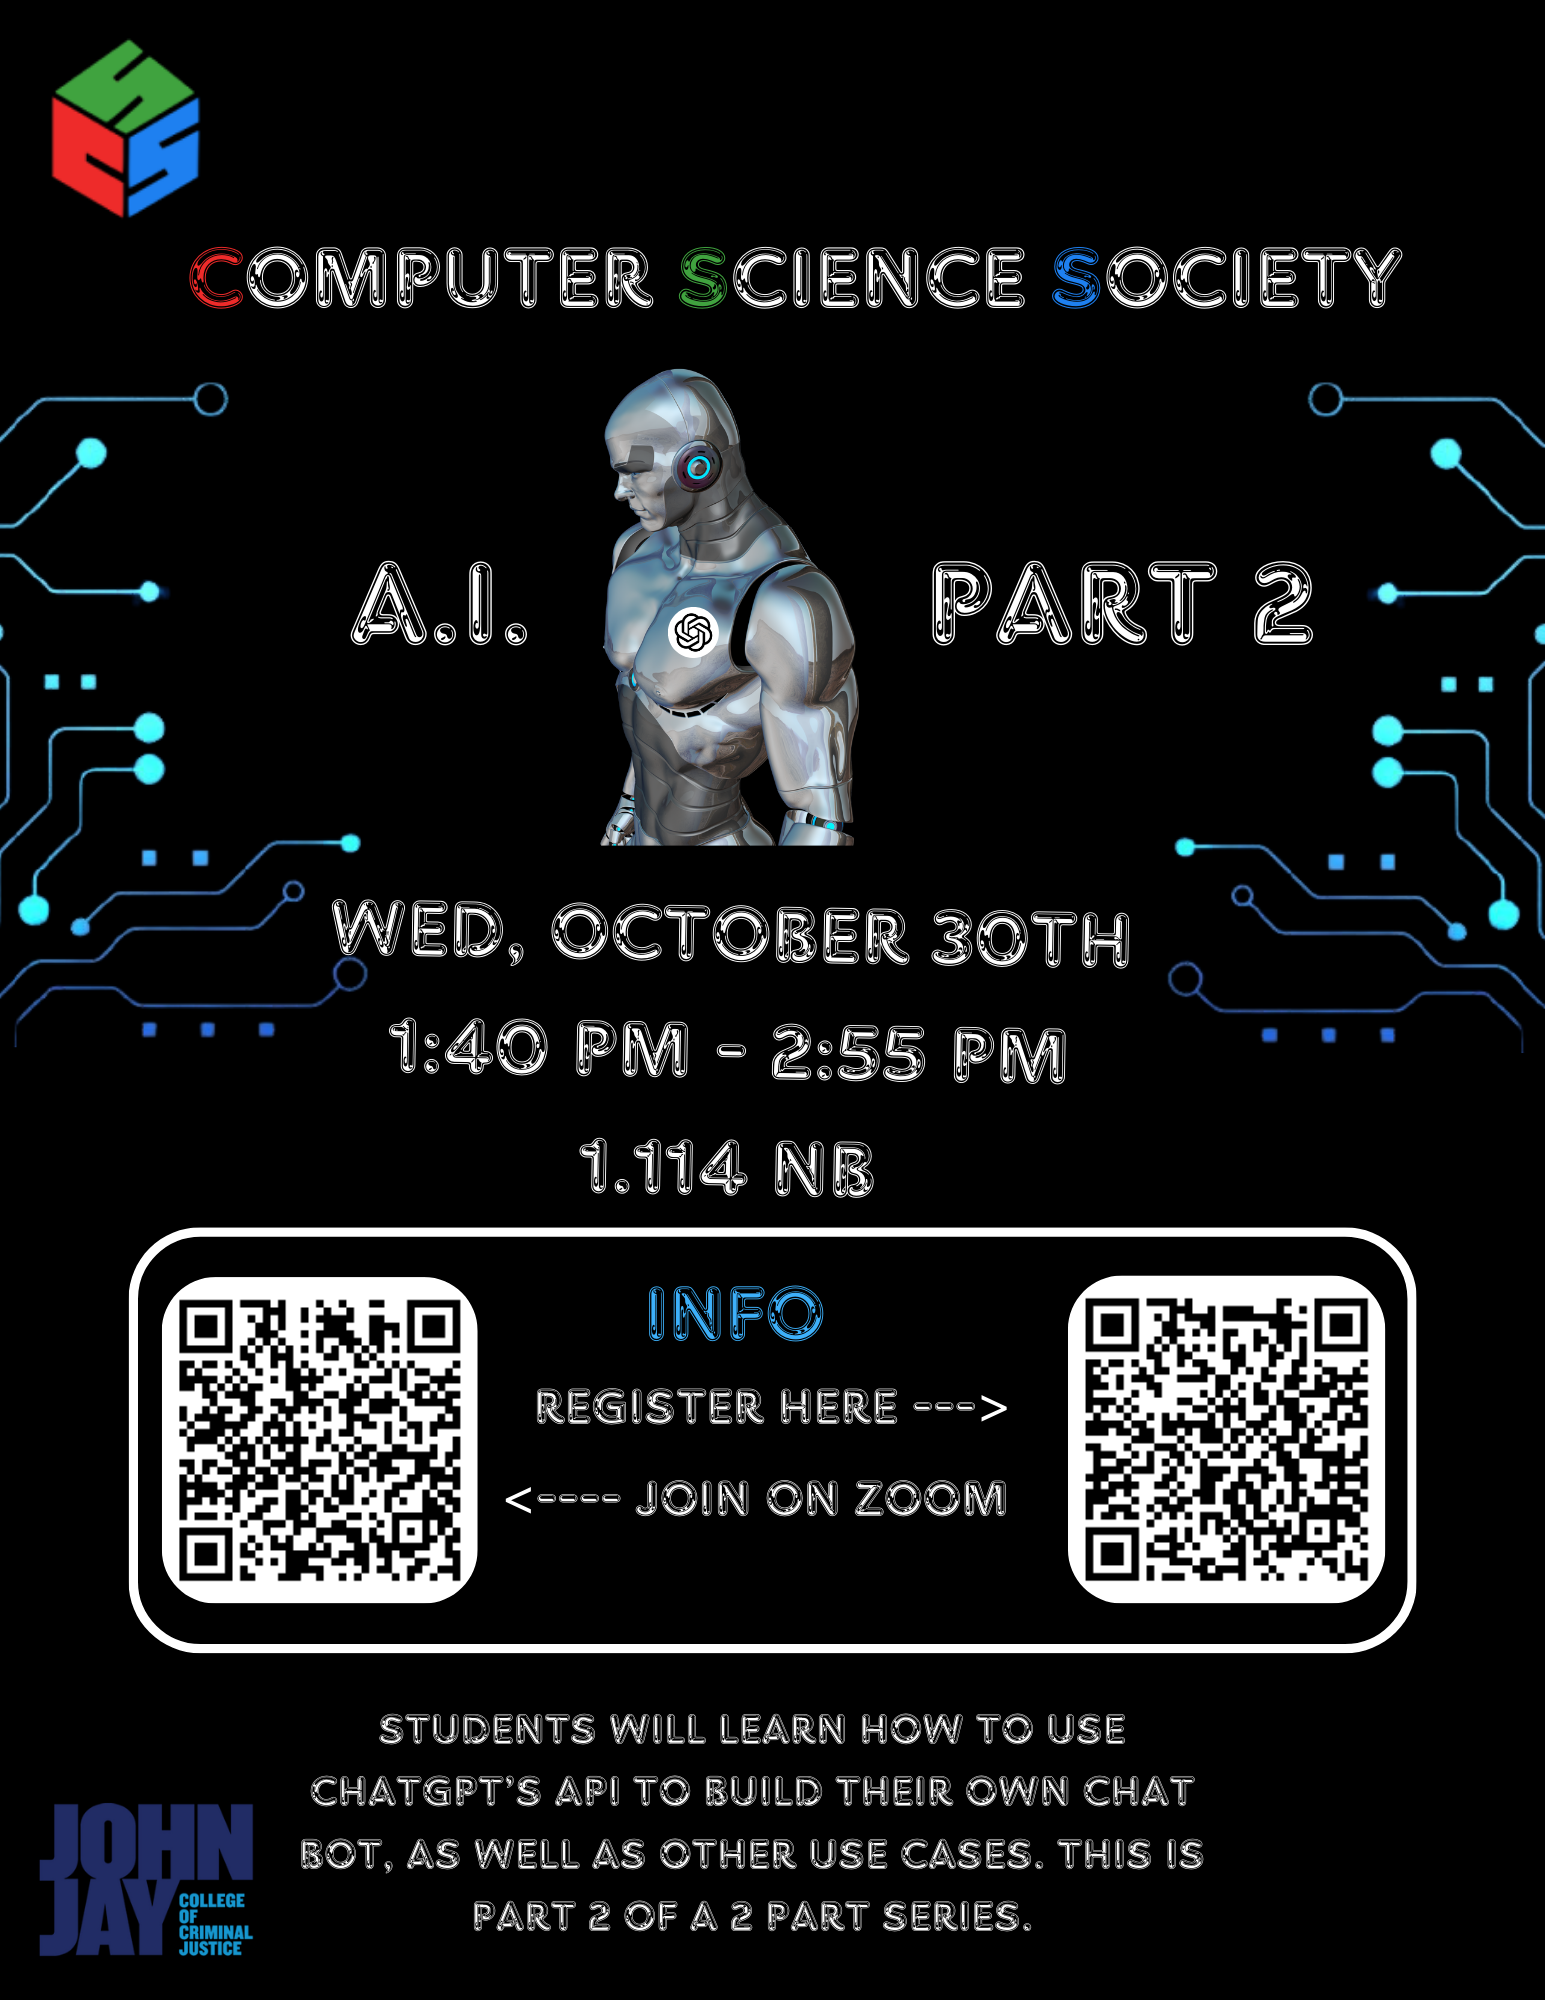 COMPUTER SCIENCE SOCIETY
A.I. PART 2
WED, OCTOBER 30TH
1:40 PM - 2:55 PM
1.114 NB
INFO
REGISTER HERE --->
<---- JOIN ON ZOOM
STUDENTS WILL LEARN HOW TO USE
CHATGPT'S API TO BUILD THEIR OWN CHAT
BOT, AS WELL AS OTHER USE CASES. THIS IS
PART 2 OF A 2 PART SERIES.
JOHN
JAY
COLLEGE
OF
CRIMINAL
JUSTICE